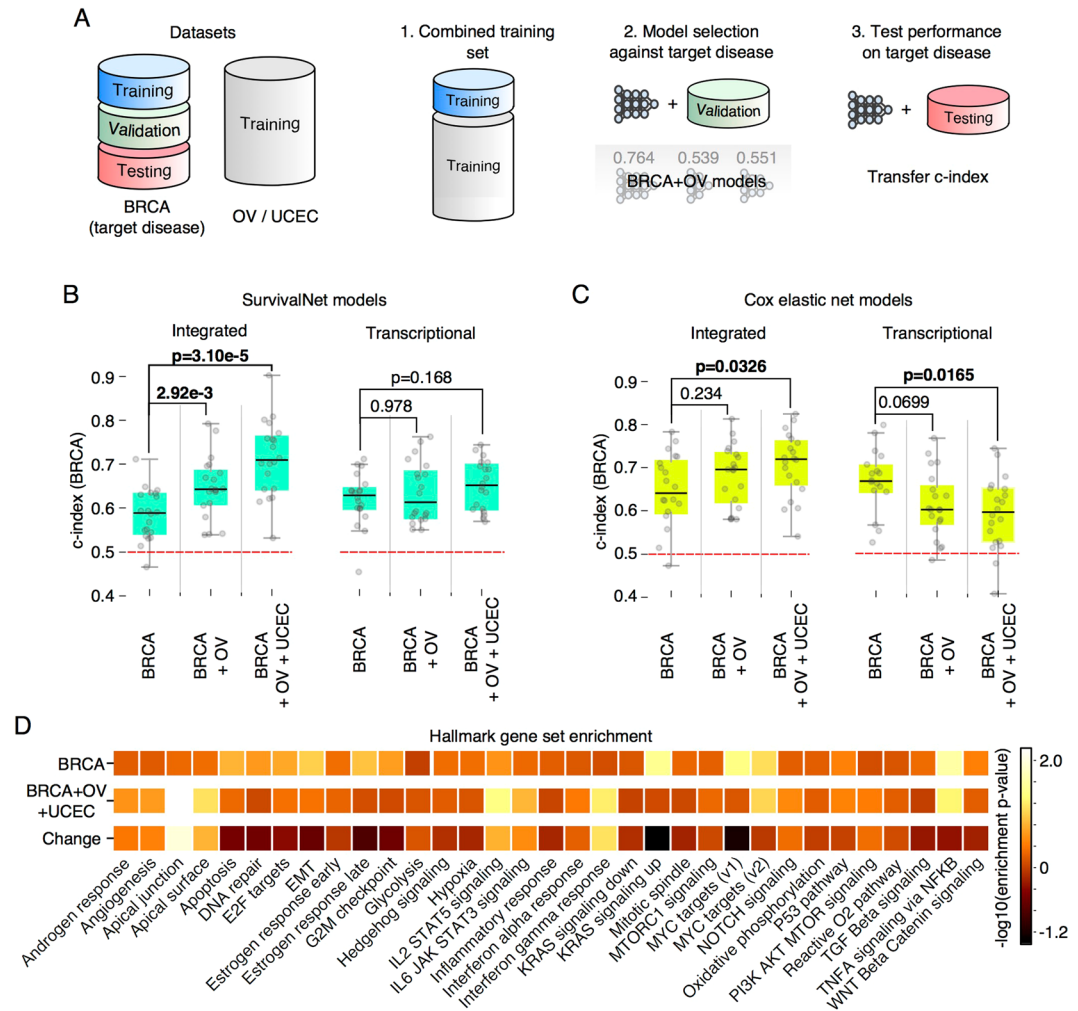 A
Datasets
Training
Validation
Testing
BRCA
(target disease)
Training
OV / UCEC
1. Combined training
set
Training
Training
2. Model selection
against target disease
+
Validation
0.764
0.539
0.551
BRCA+OV models
3. Test performance
on target disease
+
Testing
Transfer c-index
B
SurvivalNet models
Integrated
Transcriptional
p=3.10e-5
2.92e-3
p=0.168
0.978
c-index (BRCA)
0.9
0.8
0.7
0.6
0.5
0.4
BRCA
BRCA
+ OV
BRCA
+ OV + UCEC
BRCA
BRCA
+ OV
BRCA
+ OV + UCEC
C
Cox elastic net models
Integrated
Transcriptional
p=0.0326
0.234
p=0.0165
0.0699
c-index (BRCA)
0.9
0.8
0.7
0.6
0.5
0.4
BRCA
BRCA
+ OV
BRCA
+ OV + UCEC
BRCA
BRCA
+ OV
BRCA
+ OV + UCEC
D
Hallmark gene set enrichment
BRCA
BRCA+OV
+UCEC
Change
Androgen response
Angiogenesis
Apical junction
Apical surface
Apoptosis
DNA repair
E2F targets
EMT
Estrogen response early
Estrogen response late
G2M checkpoint
Glycolysis
Hedgehog signaling
Hypoxia
IL2 STAT5 signaling
IL6 JAK STAT3 signaling
Inflammatory response
Interferon alpha response
Interferon gamma response
KRAS signaling down
KRAS signaling up
Mitotic spindle
MTORC1 signaling
MYC targets (v1)
MYC targets (v2)
NOTCH signaling
Oxidative phosphorylation
P53 pathway
PI3K AKT MTOR signaling
Reactive O2 pathway
TGF Beta signaling
TNFA signaling via NFKB
WNT Beta Catenin signaling
2.0
0
-1.2
-log10(enrichment p-value)